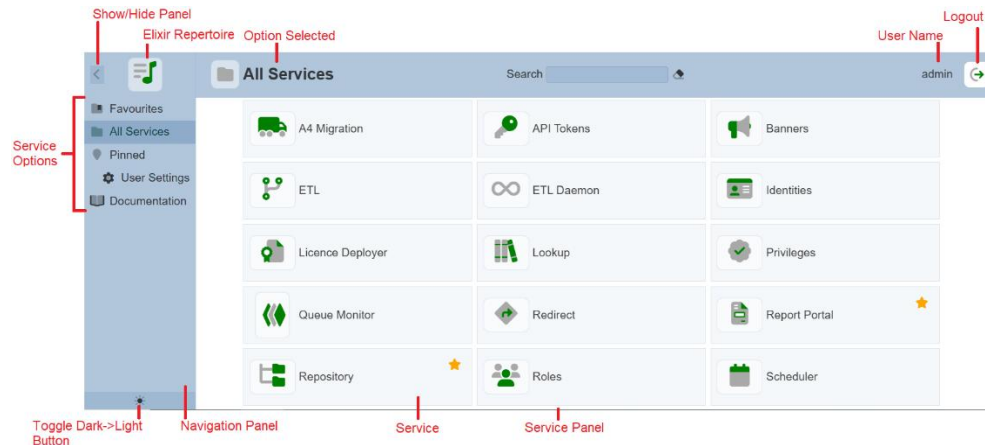 Show/Hide Panel
Logout
Elixir Repertoire
Option Selected
User Name
All Services
Search
admin
Service
Options
Favourites
All Services
Pinned
User Settings
Documentation
A4 Migration
API Tokens
Banners
ETL
ETL Daemon
Identities
Licence Deployer
Lookup
Privileges
Queue Monitor
Redirect
Report Portal
Repository
Roles
Scheduler
Toggle Dark->Light
Button
Navigation Panel
Service
Service Panel